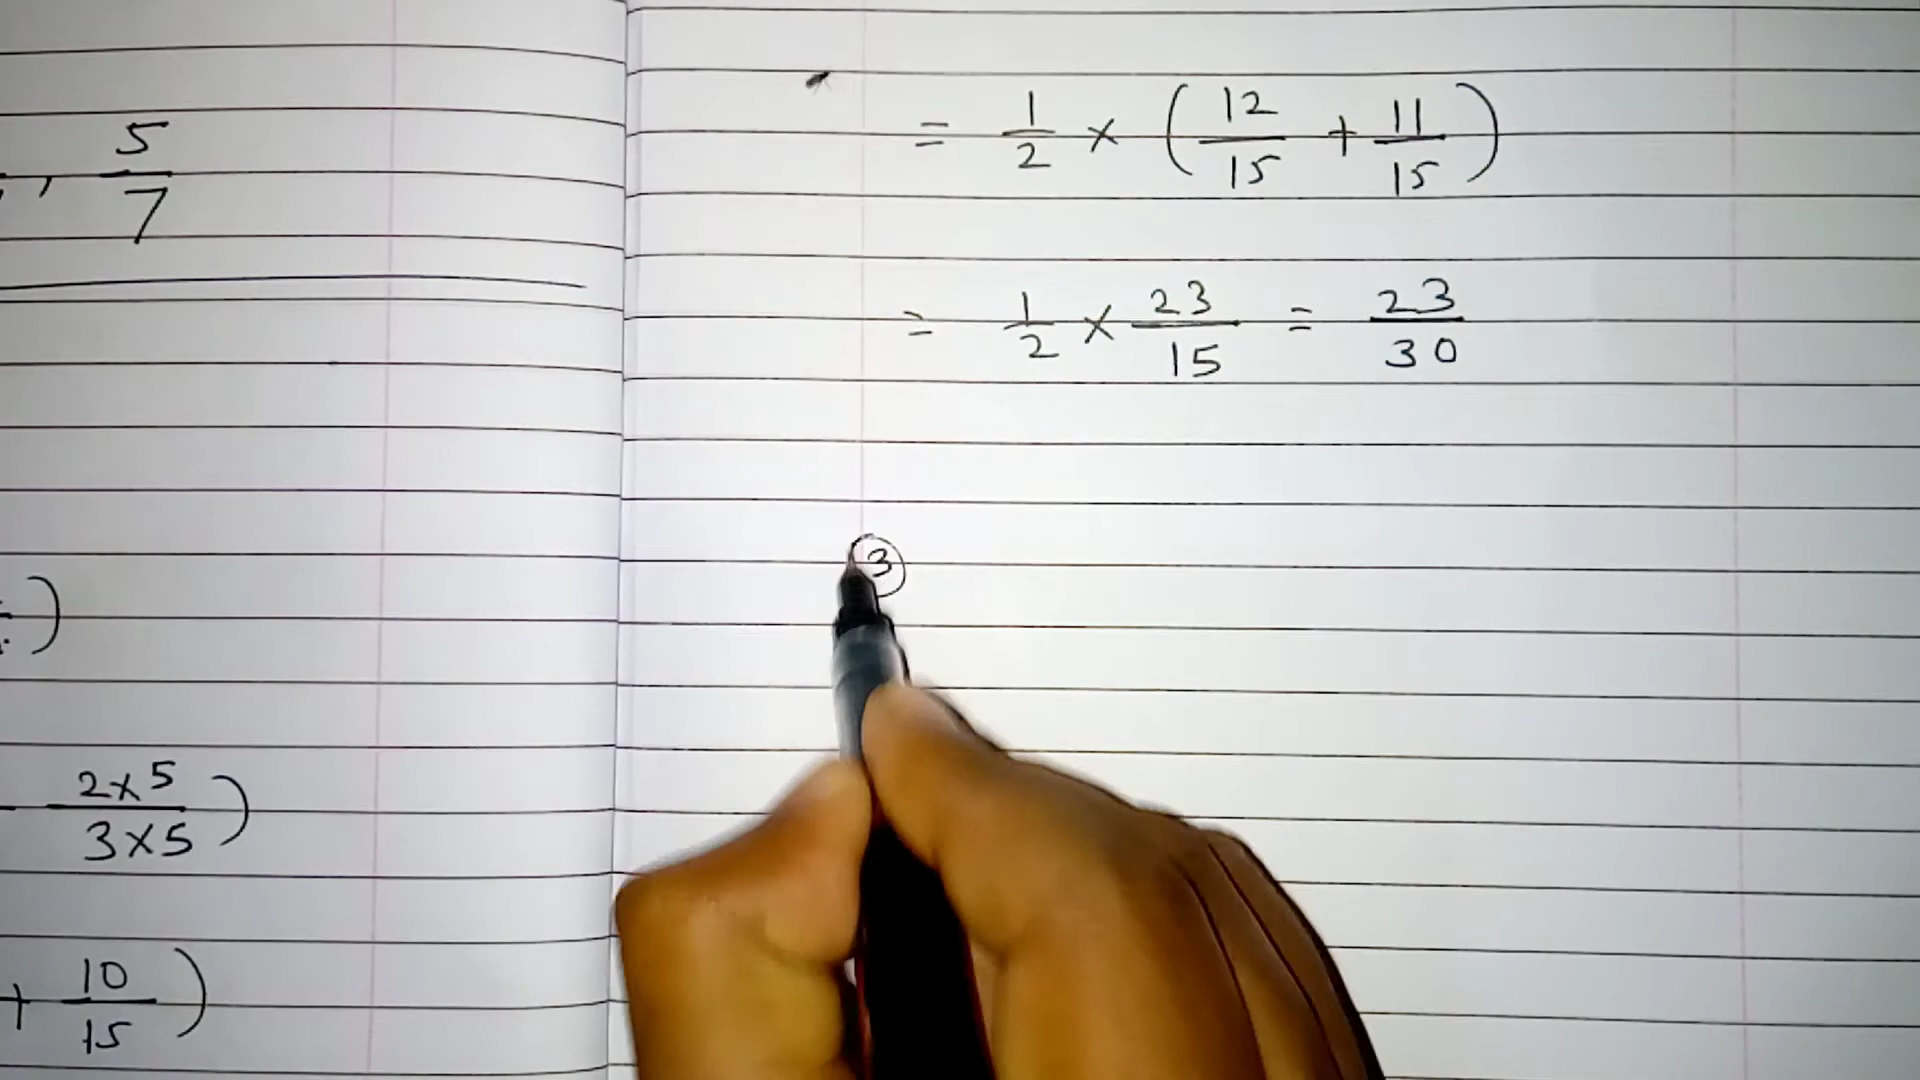 , 5/7
)
2×5/3×5 )
+ 10/15 )
= 1/2 × ( 12/15 + 11/15 )
= 1/2 × 23/15 = 23/30
3